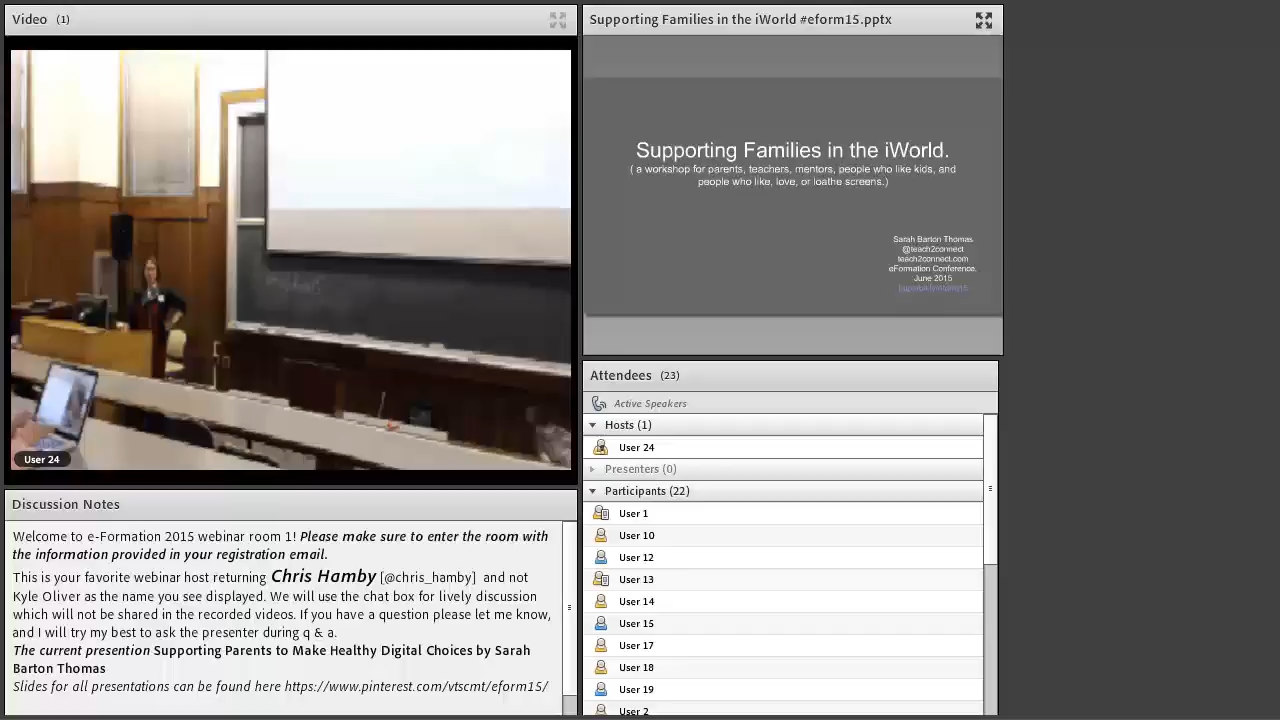 Video (1)
User 24
Supporting Families in the iWorld #eform15.pptx
Supporting Families in the iWorld.
( a workshop for parents, teachers, mentors, people who like kids, and
people who like, love, or loathe screens.)
Sarah Barton Thomas
@teach2connect
teach2connect.com
eFormation Conference.
June 2015
Discussion Notes
Welcome to e-Formation 2015 webinar room 1! Please make sure to enter the room with
the information provided in your registration email.
This is your favorite webinar host returning Chris Hamby [@chris_hamby] and not
Kyle Oliver as the name you see displayed. We will use the chat box for lively discussion
which will not be shared in the recorded videos. If you have a question please let me know,
and I will try my best to ask the presenter during q & a.
The current presention Supporting Parents to Make Healthy Digital Choices by Sarah
Barton Thomas
Slides for all presentations can be found here https://www.pinterest.com/vtscmt/eform15/
Attendees (23)
Active Speakers
Hosts (1)
User 24
Presenters (0)
Participants (22)
User 1
User 10
User 12
User 13
User 14
User 15
User 17
User 18
User 19
User 2